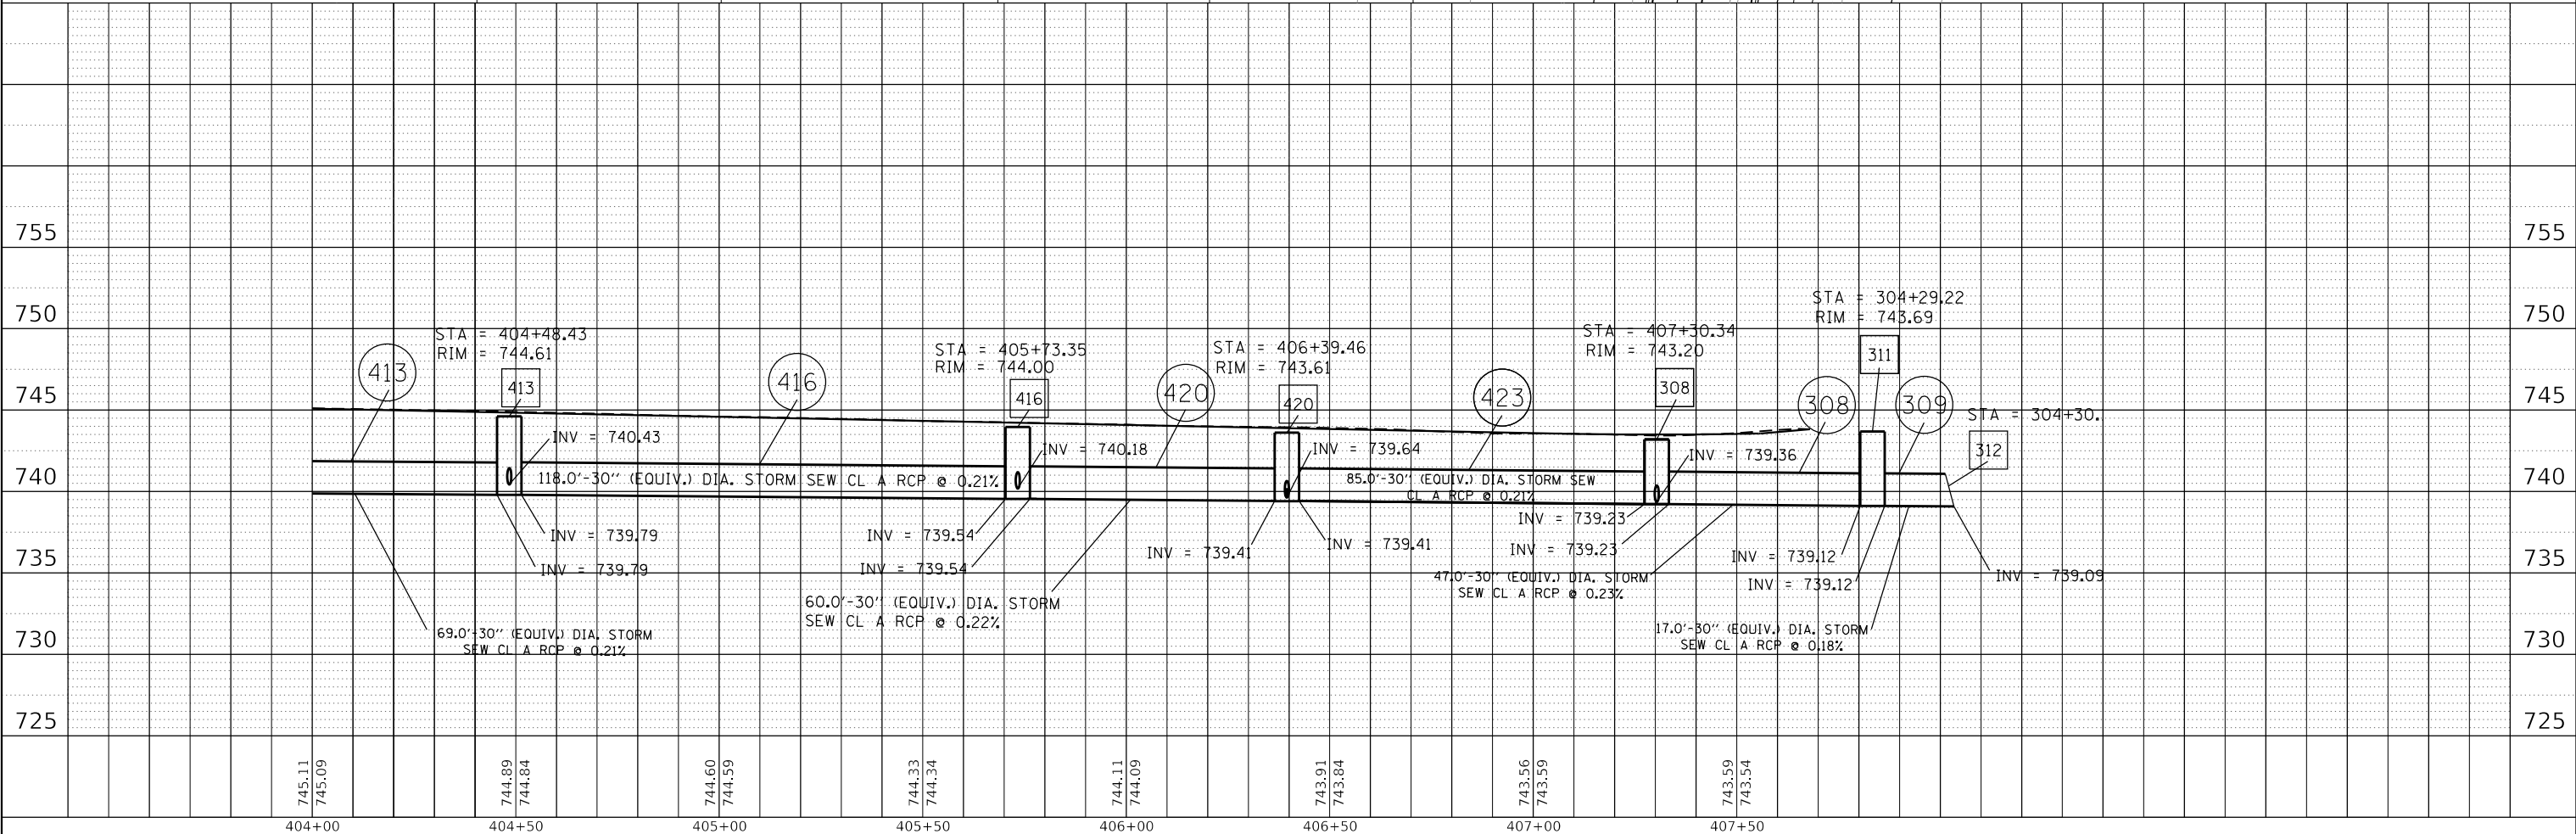 755 755
750 750
745 745
740 740
735 735
730 730
725 725
STA = 404+48.43
RIM = 744.61
413
413
416
STA = 405+73.35
RIM = 744.00
416
420
STA = 406+39.46
RIM = 743.61
420
423
STA = 407+30.34
RIM = 743.20
308
308
STA = 304+29.22
RIM = 743.69
311
309
STA = 304+30.
312
INV = 740.43
118.0'-30'' (EQUIV.) DIA. STORM SEW CL A RCP @ 0.21%
INV = 740.18
INV = 739.64
85.0'-30'' (EQUIV.) DIA. STORM SEW
CL A RCP @ 0.21%
INV = 739.36
INV = 739.79
INV = 739.79
INV = 739.54
INV = 739.54
INV = 739.41
INV = 739.41
INV = 739.23
INV = 739.23
INV = 739.12
INV = 739.12
INV = 739.09
69.0'-30'' (EQUIV.) DIA. STORM
SEW CL A RCP @ 0.21%
60.0'-30'' (EQUIV.) DIA. STORM
SEW CL A RCP @ 0.22%
47.0'-30'' (EQUIV.) DIA. STORM
SEW CL A RCP @ 0.23%
17.0'-30'' (EQUIV.) DIA. STORM
SEW CL A RCP @ 0.18%
745.11
745.09
744.89
744.84
744.60
744.59
744.33
744.34
744.11
744.09
743.91
743.84
743.56
743.59
743.59
743.54
404+00 404+50 405+00 405+50 406+00 406+50 407+00 407+50